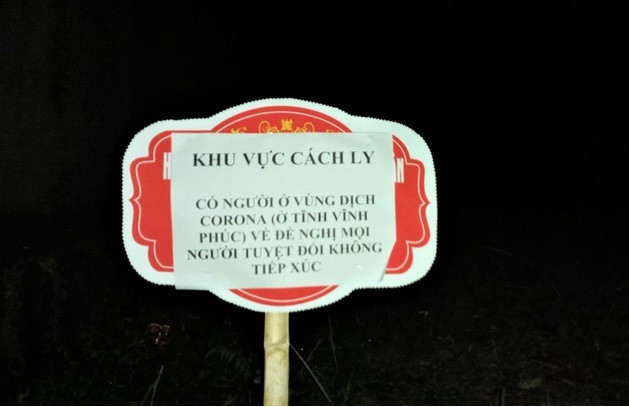 KHU VỰC CÁCH LY
CÓ NGƯỜI Ở VÙNG DỊCH
CORONA (Ở TỈNH VĨNH
PHÚC) VỀ ĐỀ NGHỊ MỌI
NGƯỜI TUYỆT ĐỐI KHÔNG
TIẾP XÚC